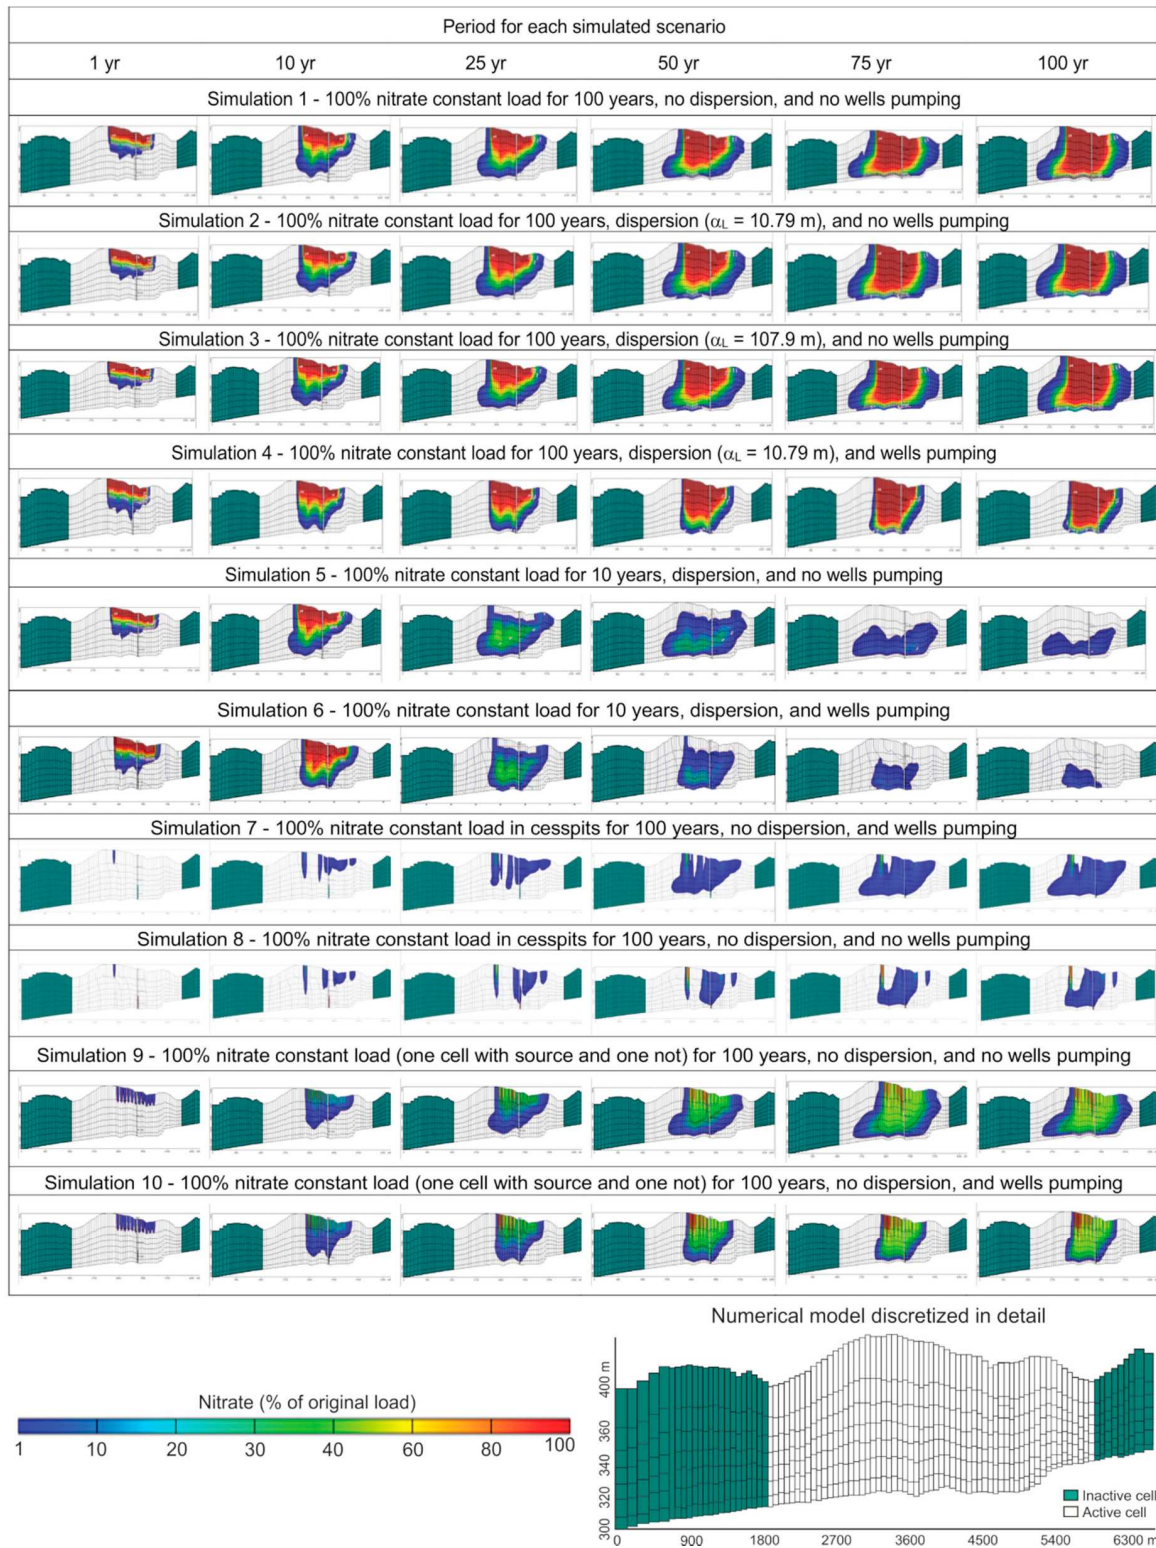 Period for each simulated scenario
1 yr 10 yr 25 yr 50 yr 75 yr 100 yr
Simulation 1 - 100% nitrate constant load for 100 years, no dispersion, and no wells pumping
Simulation 2 - 100% nitrate constant load for 100 years, dispersion (αL = 10.79 m), and no wells pumping
Simulation 3 - 100% nitrate constant load for 100 years, dispersion (αL = 107.9 m), and no wells pumping
Simulation 4 - 100% nitrate constant load for 100 years, dispersion (αL = 10.79 m), and wells pumping
Simulation 5 - 100% nitrate constant load for 10 years, dispersion, and no wells pumping
Simulation 6 - 100% nitrate constant load for 10 years, dispersion, and wells pumping
Simulation 7 - 100% nitrate constant load in cesspits for 100 years, no dispersion, and wells pumping
Simulation 8 - 100% nitrate constant load in cesspits for 100 years, no dispersion, and no wells pumping
Simulation 9 - 100% nitrate constant load (one cell with source and one not) for 100 years, no dispersion, and no wells pumping
Simulation 10 - 100% nitrate constant load (one cell with source and one not) for 100 years, no dispersion, and wells pumping
Numerical model discretized in detail
Nitrate (% of original load)
1 10 20 30 40 60 80 100
400 m
360
340
320
300
Inactive cell
Active cell
0 900 1800 2700 3600 4500 5400 6300 m